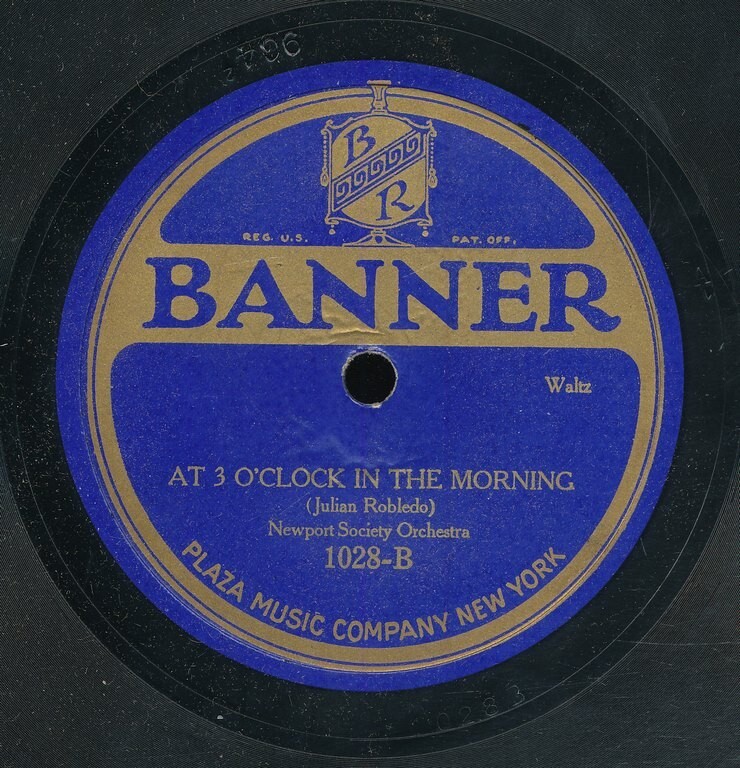 B
R
REG. U.S. PAT. OFF.
BANNER
Waltz
AT 3 O'CLOCK IN THE MORNING
(Julian Robledo)
Newport Society Orchestra
1028-B
PLAZA MUSIC COMPANY NEW YORK